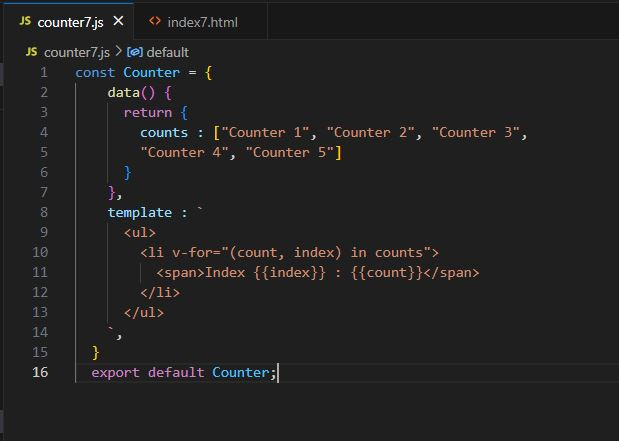 JS counter7.js ×
<> index7.html
JS counter7.js > default
1 const Counter = {
2 data() {
3 return {
4 counts : ["Counter 1", "Counter 2", "Counter 3",
5 "Counter 4", "Counter 5"]
6 }
7 },
8 template : `
9 <ul>
10 <li v-for="(count, index) in counts">
11 <span>Index {{index}} : {{count}}</span>
12 </li>
13 </ul>
14 `,
15 }
16 export default Counter;